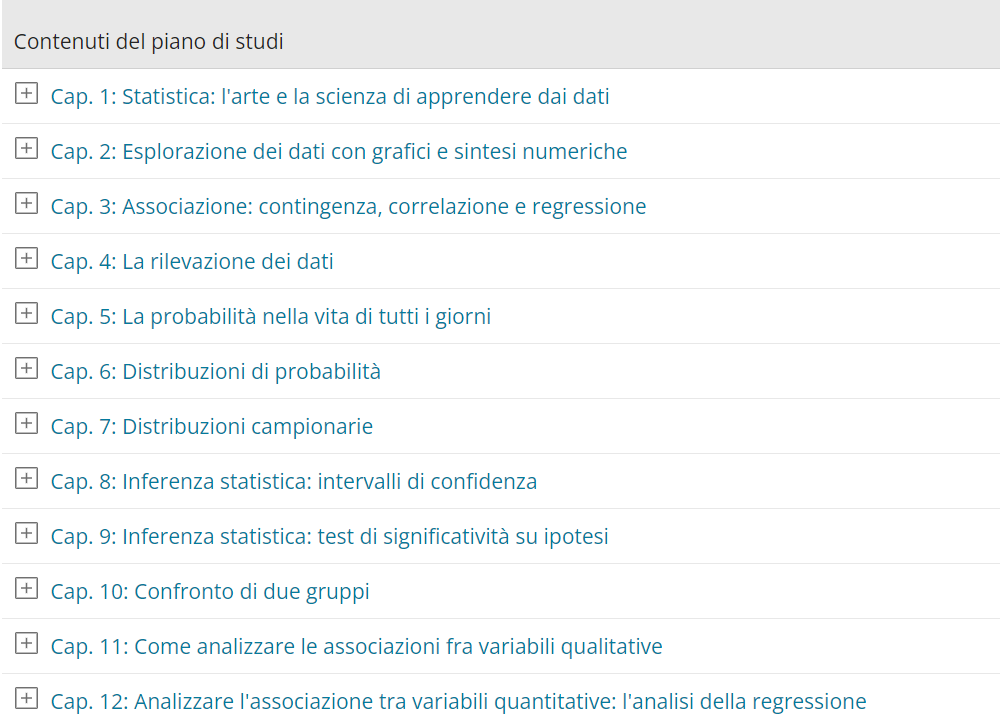 Contenuti del piano di studi
Cap. 1: Statistica: l'arte e la scienza di apprendere dai dati
Cap. 2: Esplorazione dei dati con grafici e sintesi numeriche
Cap. 3: Associazione: contingenza, correlazione e regressione
Cap. 4: La rilevazione dei dati
Cap. 5: La probabilità nella vita di tutti i giorni
Cap. 6: Distribuzioni di probabilità
Cap. 7: Distribuzioni campionarie
Cap. 8: Inferenza statistica: intervalli di confidenza
Cap. 9: Inferenza statistica: test di significatività su ipotesi
Cap. 10: Confronto di due gruppi
Cap. 11: Come analizzare le associazioni fra variabili qualitative
Cap. 12: Analizzare l'associazione tra variabili quantitative: l'analisi della regressione